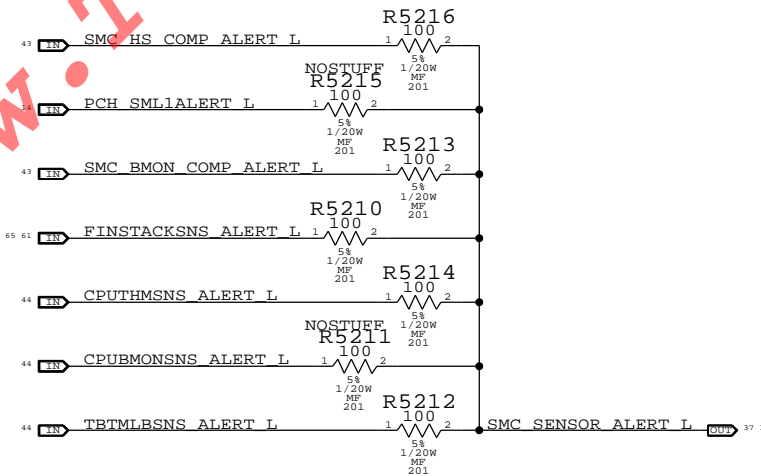 R5216
100
43 IN SMC_HS_COMP_ALERT_L 1 2
5%
1/20W
MF
201
NOSTUFF
R5215
100
IN PCH_SML1ALERT_L 1 2
5%
1/20W
MF
201
R5213
100
43 IN SMC_BMON_COMP_ALERT_L 1 2
5%
1/20W
MF
201
R5210
100
65 61 IN FINSTACKSNS_ALERT_L 1 2
5%
1/20W
MF
201
R5214
100
44 IN CPUTHMSNS_ALERT_L 1 2
5%
1/20W
MF
201
NOSTUFF
R5211
100
44 IN CPUBMONSNS_ALERT_L 1 2
5%
1/20W
MF
201
R5212
100
44 IN TBTMLBSNS_ALERT_L 1 2 SMC_SENSOR_ALERT_L OUT 37
5%
1/20W
MF
201
w.